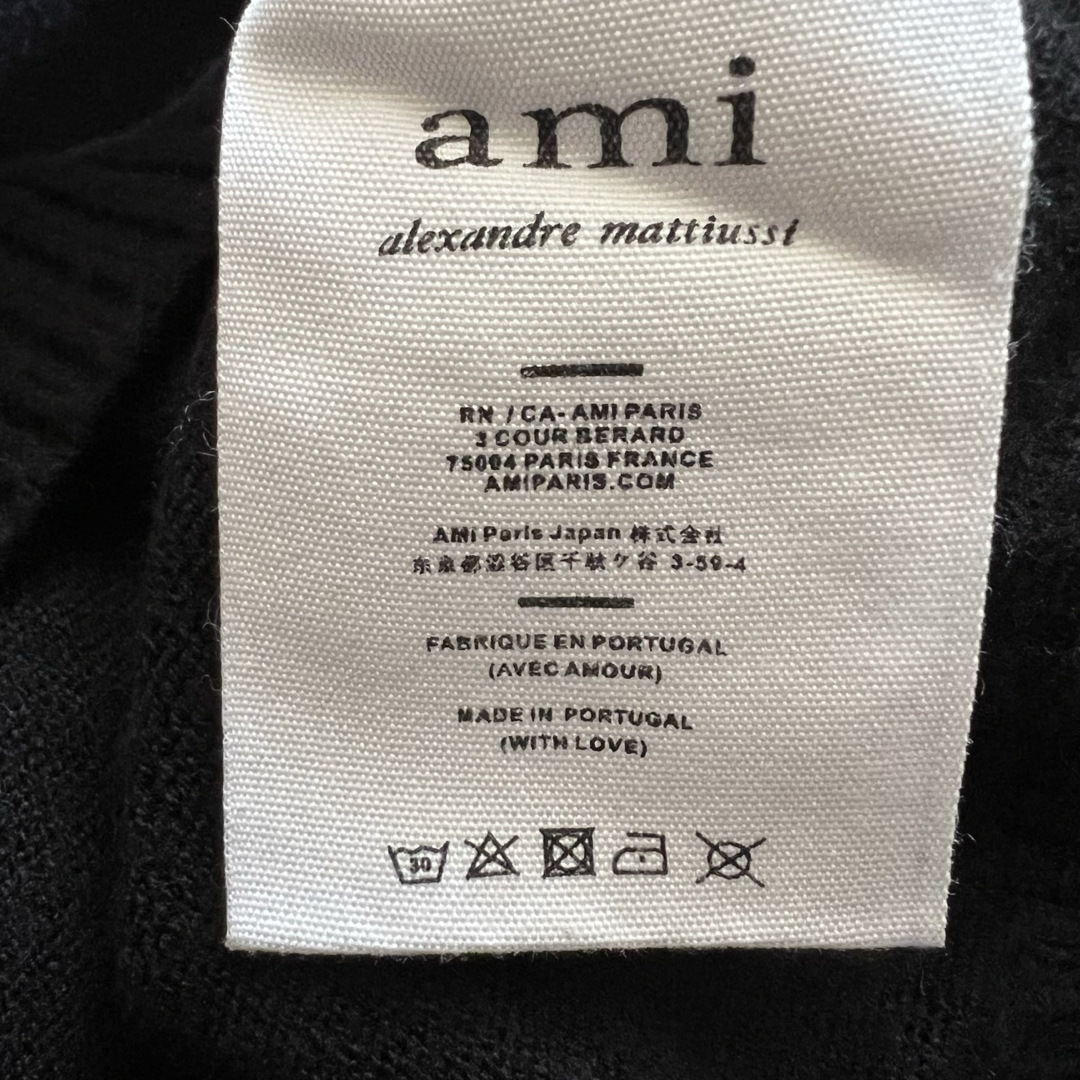 ami
alexandre mattiussi
RN / CA- AMI PARIS
3 COUR BERARD
75004 PARIS FRANCE
AMIPARIS.COM
AMI Paris Japan 株式会社
东京都渋谷区千駄ケ谷 3-59-4
FABRIQUE EN PORTUGAL
(AVEC AMOUR)
MADE IN PORTUGAL
(WITH LOVE)
30